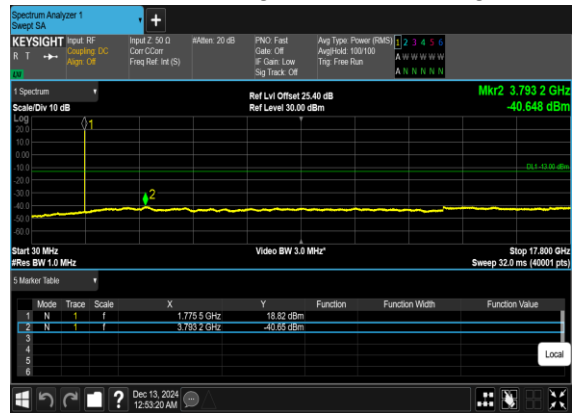 Spectrum Analyzer 1
Swept SA
KEYSIGHT Input: RF Input Z: 50 Ω #Atten: 20 dB PNO: Fast Avg Type: Power (RMS) 1 2 3 4 5 6
R T Coupling: DC Corr CCorr Gate: Off Avg|Hold: 100/100 A W W W W W
Align: Off Freq Ref: Int (S) IF Gain: Low Trig: Free Run
LW Sig Track: Off A N N N N N
1 Spectrum Ref Lvl Offset 25.40 dB Mkr2 3.793 2 GHz
Scale/Div 10 dB Ref Level 30.00 dBm -40.648 dBm
Log
20.0 1
10.0
0.00
-10.0 DL1 -13.00 dBm
-20.0
-30.0
-40.0 2
-50.0
-60.0
Start 30 MHz Video BW 3.0 MHz* Stop 17.800 GHz
#Res BW 1.0 MHz Sweep 32.0 ms (40001 pts)
5 Marker Table
Mode Trace Scale X Y Function Function Width Function Value
1 N 1 f 1.775 5 GHz 18.82 dBm
2 N 1 f 3.793 2 GHz -40.65 dBm
3
4
5
6
Local
? Dec 13, 2024
12:53:20 AM